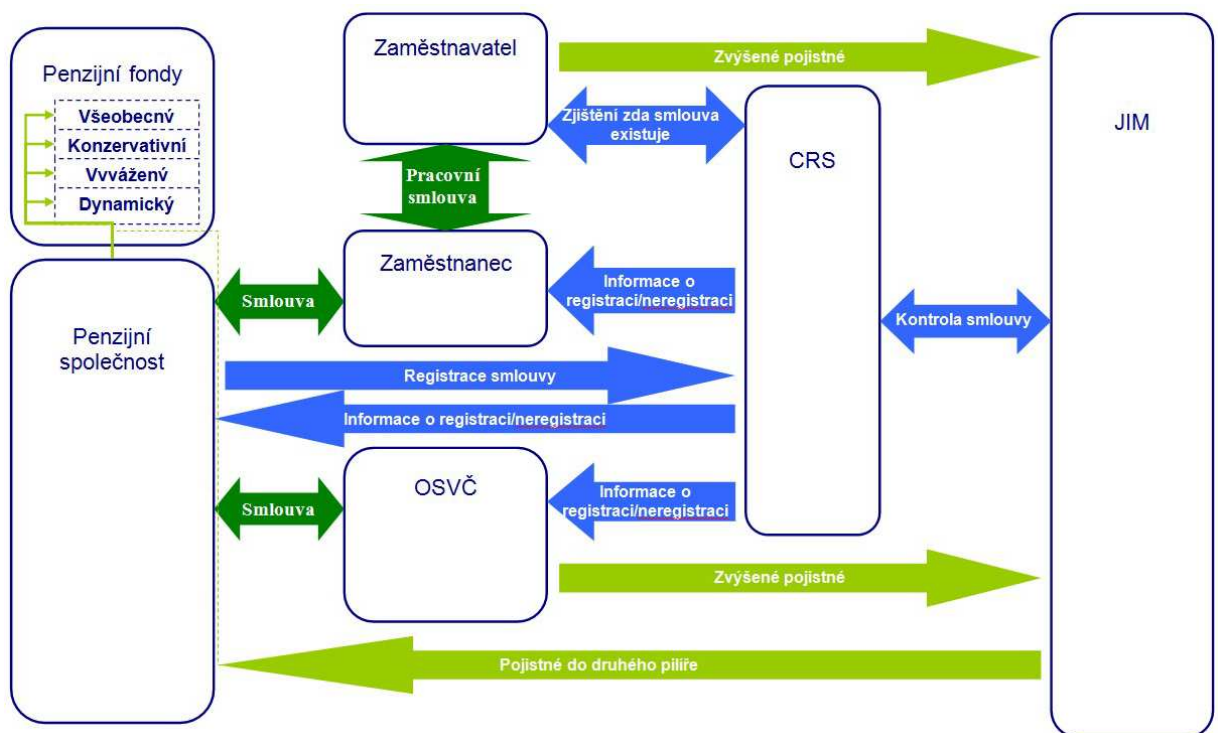 Penzijní fondy
Všeobecný
Konzervativní
Vvvážený
Dynamický
Penzijní
společnost
Zaměstnavatel
Zvýšené pojistné
Zjištění zda smlouva
existuje
CRS
JIM
Pracovní
smlouva
Zaměstnanec
Smlouva
Informace o
registraci/neregistraci
Kontrola smlouvy
Registrace smlouvy
Informace o registraci/neregistraci
OSVČ
Smlouva
Informace o
registraci/neregistraci
Zvýšené pojistné
Pojistné do druhého pilíře